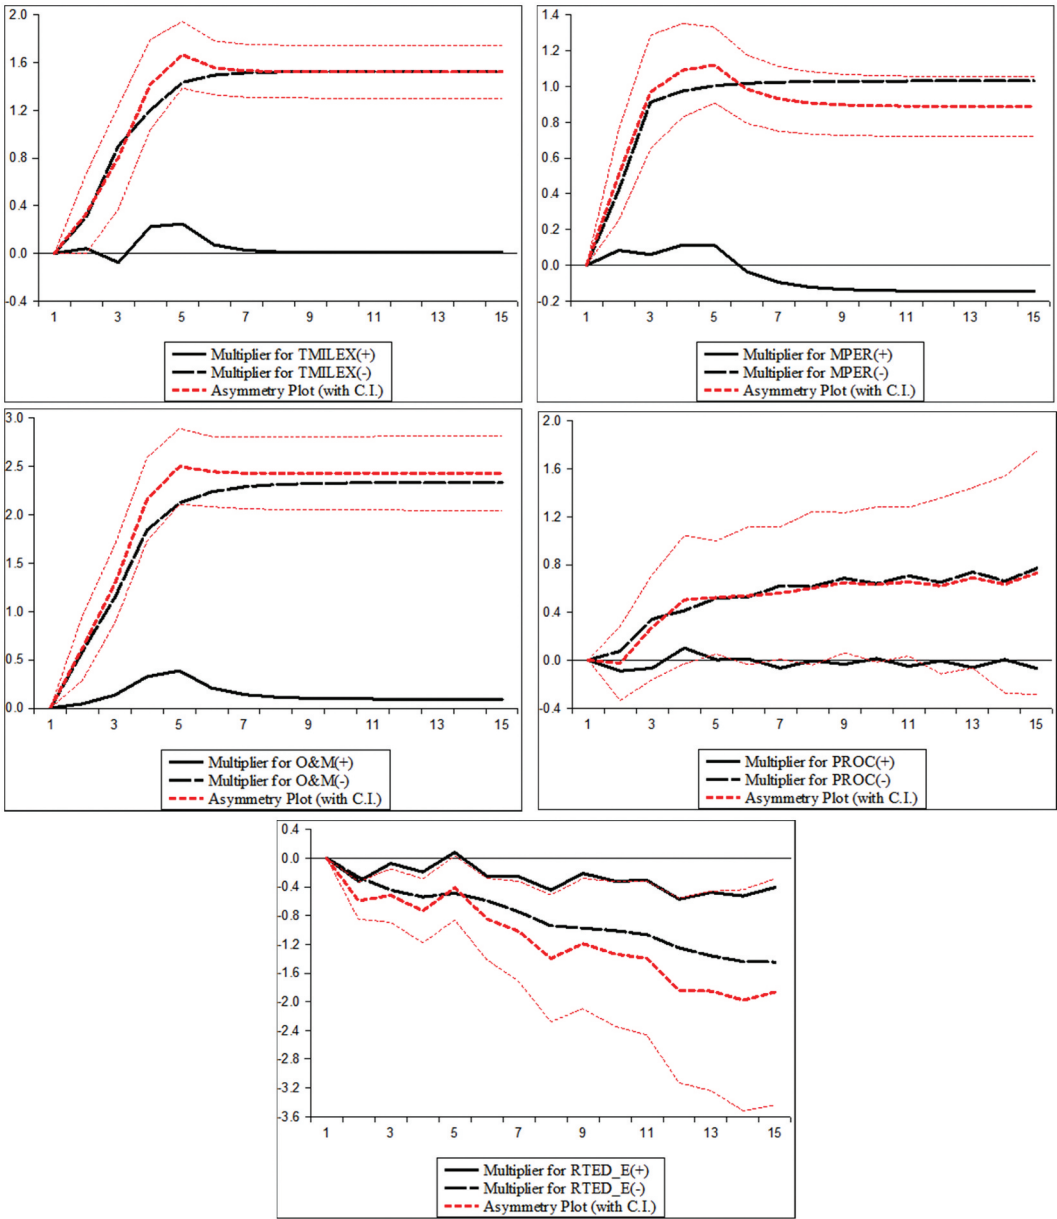 2.0
1.6
1.2
0.8
0.4
0.0
-0.4
1 3 5 7 9 11 13 15
Multiplier for TMILEX(+)
Multiplier for TMILEX(-)
Asymmetry Plot (with C.I.)
1.4
1.2
1.0
0.8
0.6
0.4
0.2
0.0
-0.2
1 3 5 7 9 11 13 15
Multiplier for MPER(+)
Multiplier for MPER(-)
Asymmetry Plot (with C.I.)
3.0
2.5
2.0
1.5
1.0
0.5
0.0
1 3 5 7 9 11 13 15
Multiplier for O&M(+)
Multiplier for O&M(-)
Asymmetry Plot (with C.I.)
2.0
1.6
1.2
0.8
0.4
0.0
-0.4
1 3 5 7 9 11 13 15
Multiplier for PROC(+)
Multiplier for PROC(-)
Asymmetry Plot (with C.I.)
0.4
0.0
-0.4
-0.8
-1.2
-1.6
-2.0
-2.4
-2.8
-3.2
-3.6
1 3 5 7 9 11 13 15
Multiplier for RTED_E(+)
Multiplier for RTED_E(-)
Asymmetry Plot (with C.I.)